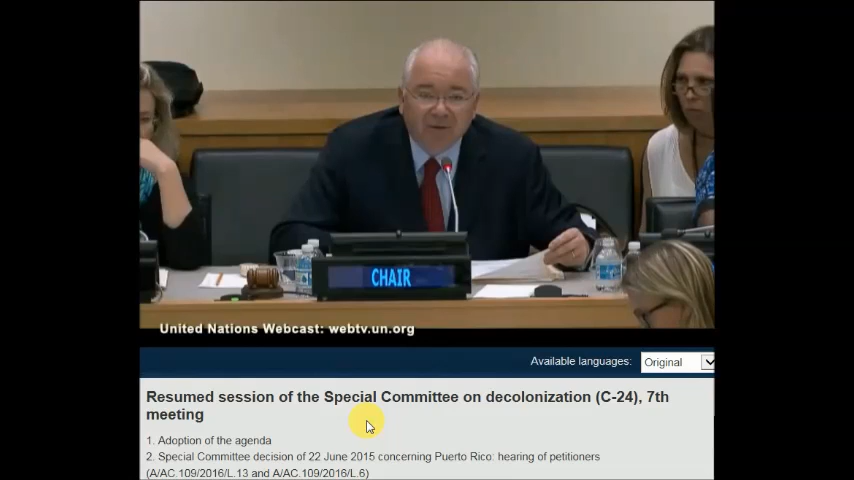 CHAIR
United Nations Webcast: webtv.un.org
Available languages: Original
Resumed session of the Special Committee on decolonization (C-24), 7th
meeting
1. Adoption of the agenda
2. Special Committee decision of 22 June 2015 concerning Puerto Rico: hearing of petitioners
(A/AC.109/2016/L.13 and A/AC.109/2016/L.6)